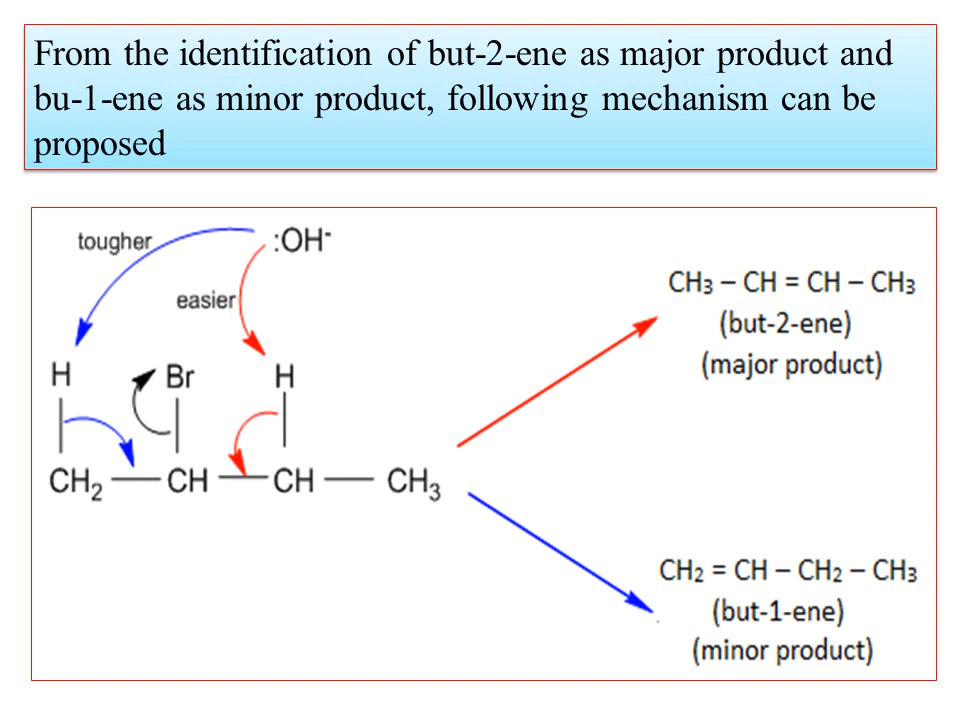 From the identification of but-2-ene as major product and
bu-1-ene as minor product, following mechanism can be
proposed
tougher
:OH⁻
easier
H
Br
H
CH₂ — CH — CH — CH₃
CH₃ – CH = CH – CH₃
(but-2-ene)
(major product)
CH₂ = CH – CH₂ – CH₃
(but-1-ene)
(minor product)